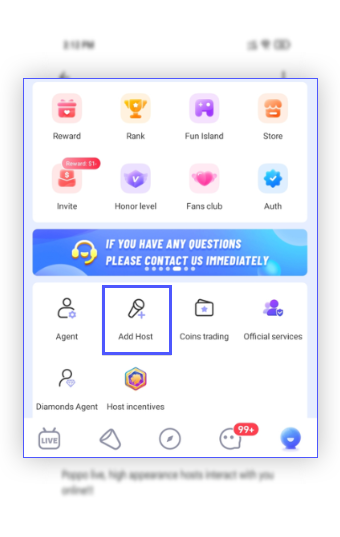 3:13 PM
Reward Rank Fun Island Store
Reward $1-
Invite Honor level Fans club Auth
IF YOU HAVE ANY QUESTIONS
PLEASE CONTACT US IMMEDIATELY
Agent Add Host Coins trading Official services
Diamonds Agent Host incentives
LIVE
99+
Poppo live, high appearance hosts interact with you
online!!